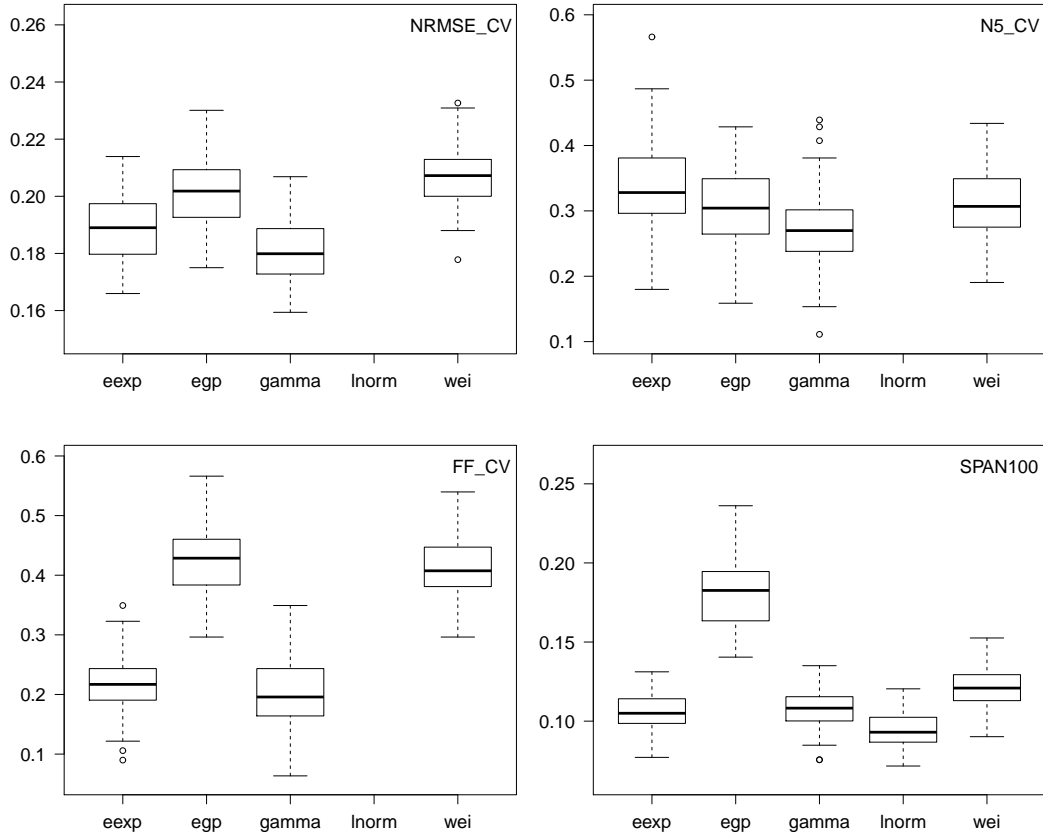 NRMSE_CV
0.26
0.24
0.22
0.20
0.18
0.16
eexp egp gamma lnorm wei
N5_CV
0.6
0.5
0.4
0.3
0.2
0.1
eexp egp gamma lnorm wei
FF_CV
0.6
0.5
0.4
0.3
0.2
0.1
eexp egp gamma lnorm wei
SPAN100
0.25
0.20
0.15
0.10
eexp egp gamma lnorm wei